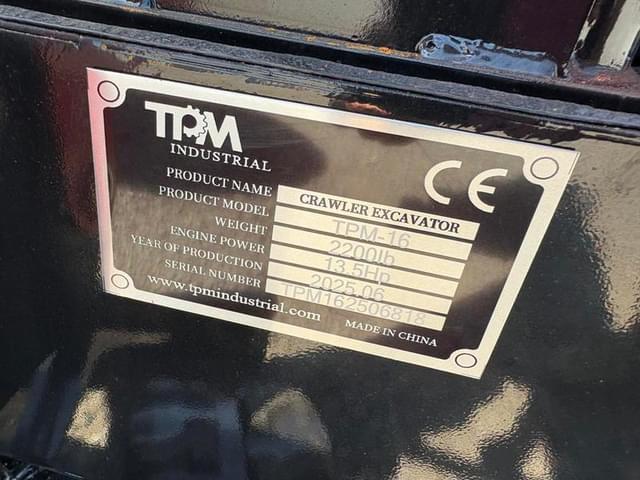 TPM
INDUSTRIAL
CE
PRODUCT NAME CRAWLER EXCAVATOR
PRODUCT MODEL TPM-16
WEIGHT 2200lb
ENGINE POWER 13.5Hp
YEAR OF PRODUCTION 2025.06
SERIAL NUMBER TPM162506818
www.tpmindustrial.com MADE IN CHINA